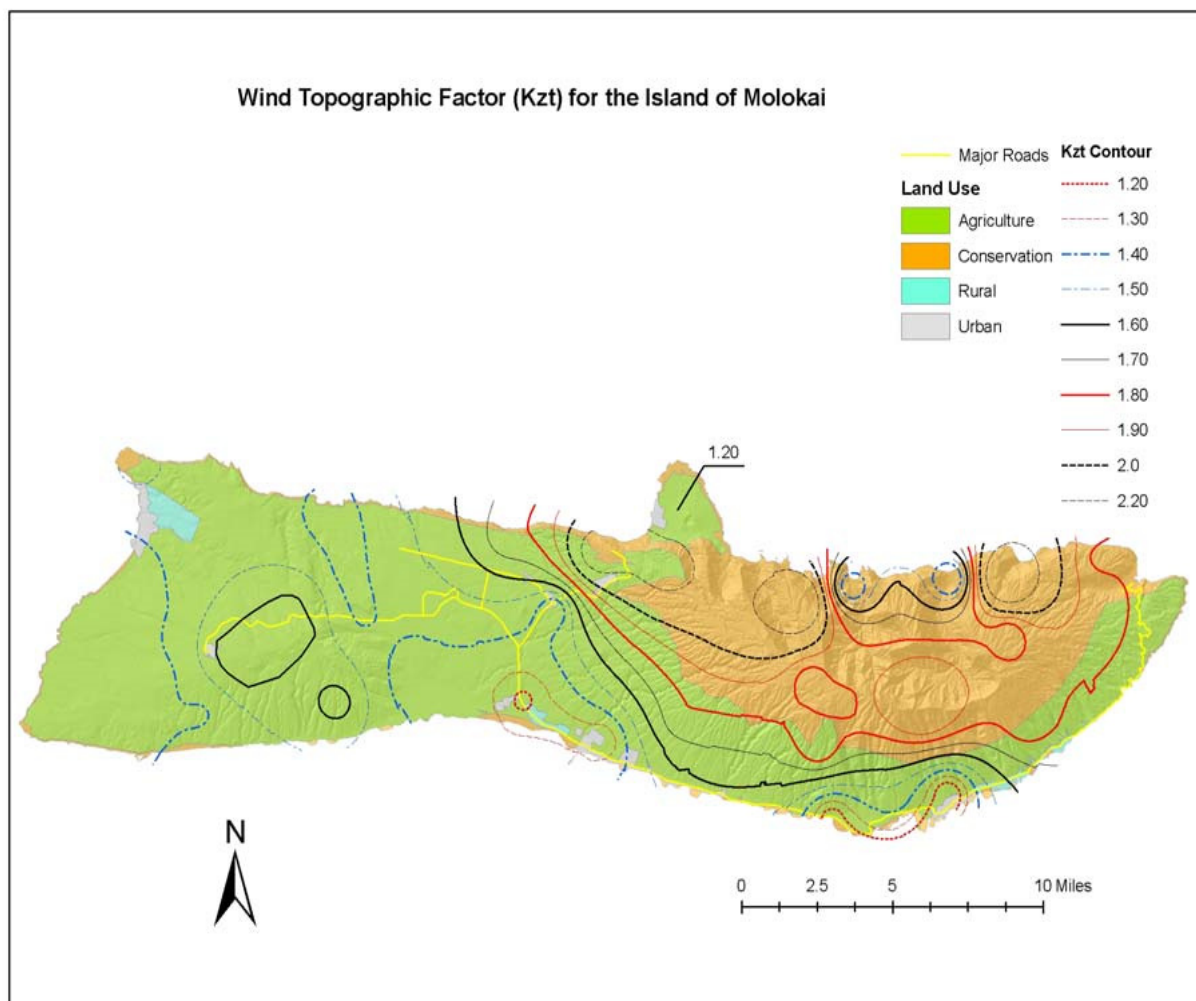 Wind Topographic Factor (Kzt) for the Island of Molokai
Major Roads
Land Use
Agriculture
Conservation
Rural
Urban
Kzt Contour
1.20
1.30
1.40
1.50
1.60
1.70
1.80
1.90
2.0
2.20
1.20
N
0 2.5 5 10 Miles